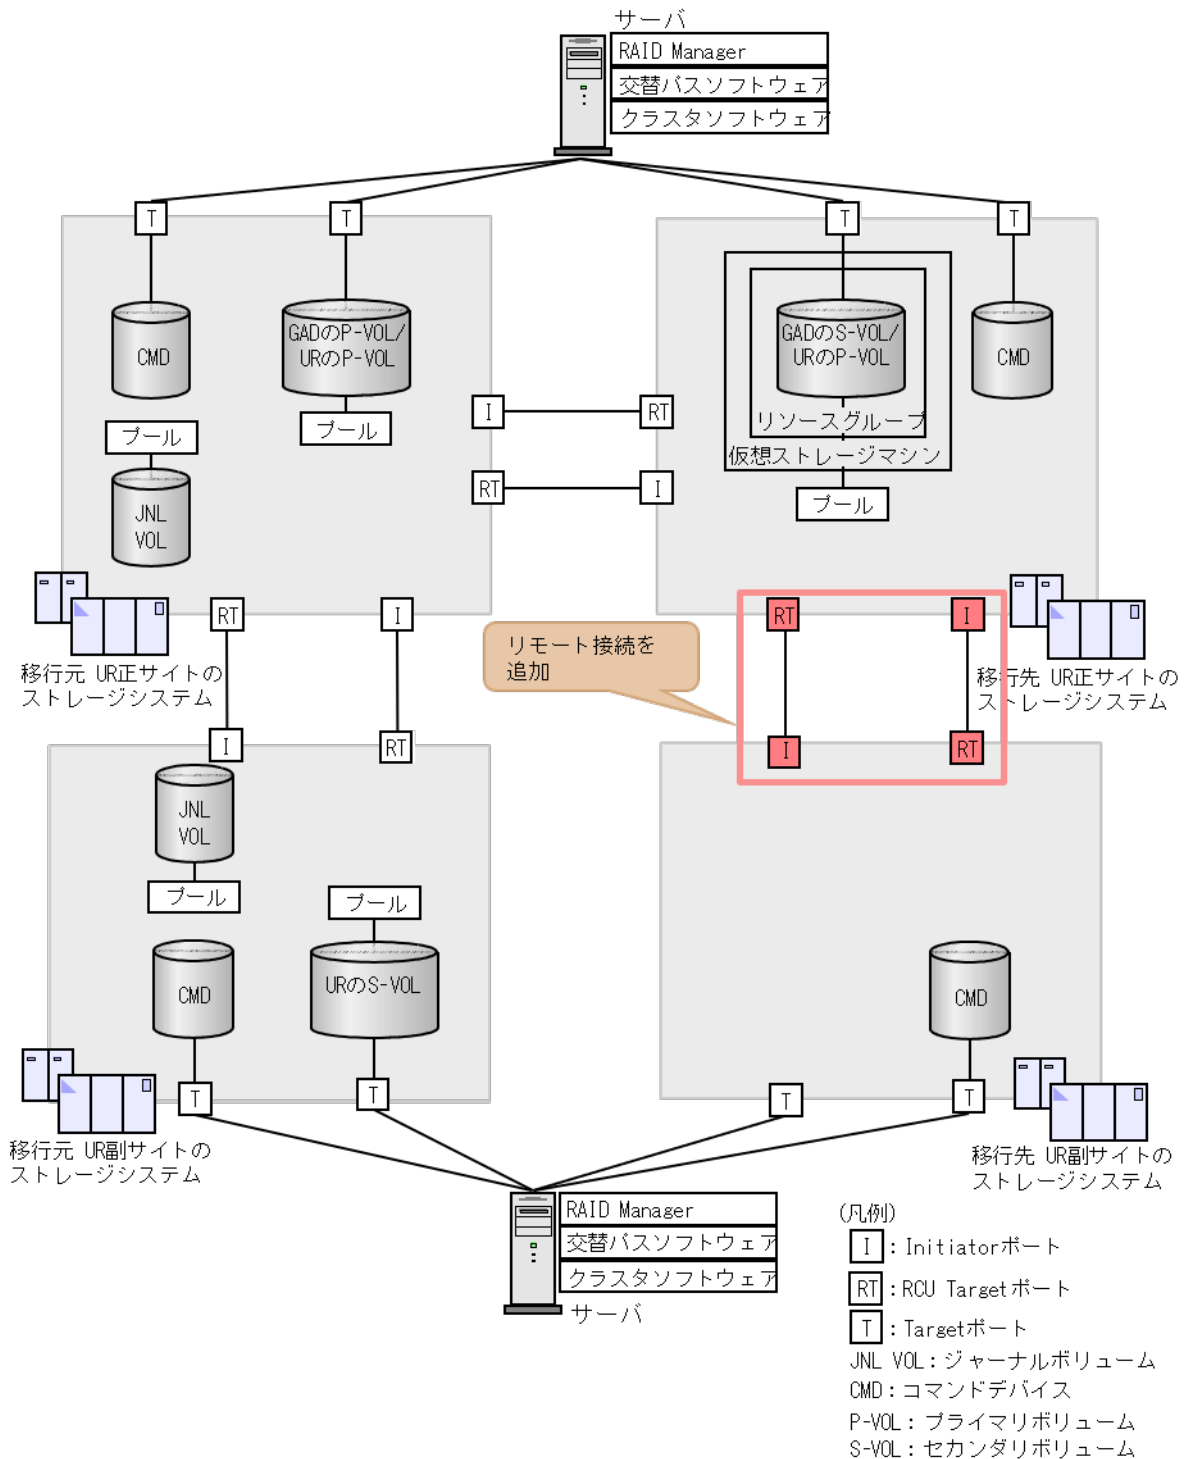 サーバ
RAID Manager
交替パスソフトウェア
クラスタソフトウェア
T
T
T
T
CMD
GADのP-VOL/
URのP-VOL
GADのS-VOL/
URのP-VOL
CMD
プール
プール
I
RT
リソースグループ
仮想ストレージマシン
JNL
VOL
RT
I
プール
RT
I
RT
I
リモート接続を
追加
移行元 UR正サイトの
ストレージシステム
移行先 UR正サイトの
ストレージシステム
I
RT
I
RT
JNL
VOL
プール
プール
CMD
URのS-VOL
CMD
T
T
T
T
移行元 UR副サイトの
ストレージシステム
移行先 UR副サイトの
ストレージシステム
RAID Manager
交替パスソフトウェア
クラスタソフトウェア
サーバ
(凡例)
I：Initiatorポート
RT：RCU Targetポート
T：Targetポート
JNL VOL：ジャーナルボリューム
CMD：コマンドデバイス
P-VOL：プライマリボリューム
S-VOL：セカンダリボリューム